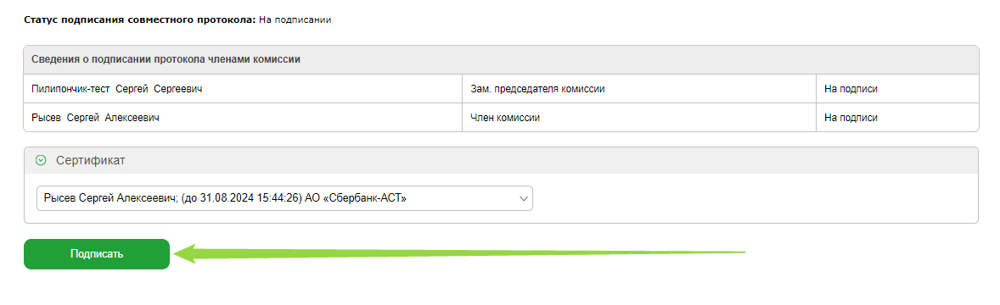 Статус подписания совместного протокола: На подписании
Сведения о подписании протокола членами комиссии
Пилипончик-тест Сергей Сергеевич Зам. председателя комиссии На подписи
Рысев Сергей Алексеевич Член комиссии На подписи
Сертификат
Рысев Сергей Алексеевич; (до 31.08.2024 15:44:26) АО «Сбербанк-АСТ»
Подписать